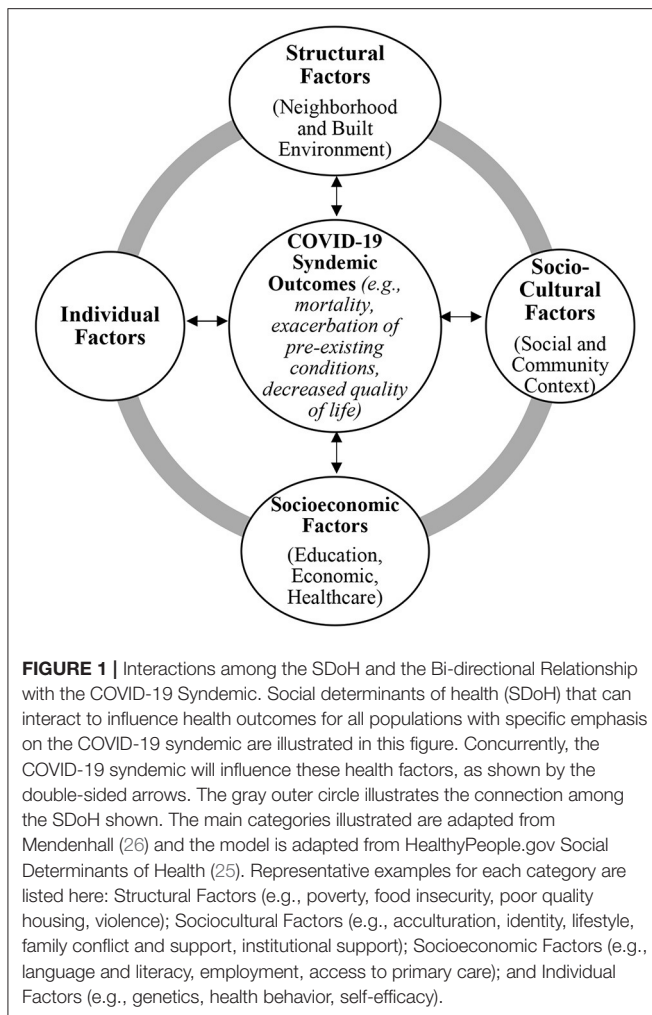 Structural
Factors
(Neighborhood
and Built
Environment)
COVID-19
Syndemic
Outcomes (e.g.,
mortality,
exacerbation of
pre-existing
conditions,
decreased quality
of life)
Individual
Factors
Socio-
Cultural
Factors
(Social and
Community
Context)
Socioeconomic
Factors
(Education,
Economic,
Healthcare)
FIGURE 1 | Interactions among the SDoH and the Bi-directional Relationship
with the COVID-19 Syndemic. Social determinants of health (SDoH) that can
interact to influence health outcomes for all populations with specific emphasis
on the COVID-19 syndemic are illustrated in this figure. Concurrently, the
COVID-19 syndemic will influence these health factors, as shown by the
double-sided arrows. The gray outer circle illustrates the connection among
the SDoH shown. The main categories illustrated are adapted from
Mendenhall (26) and the model is adapted from HealthyPeople.gov Social
Determinants of Health (25). Representative examples for each category are
listed here: Structural Factors (e.g., poverty, food insecurity, poor quality
housing, violence); Sociocultural Factors (e.g., acculturation, identity, lifestyle,
family conflict and support, institutional support); Socioeconomic Factors (e.g.,
language and literacy, employment, access to primary care); and Individual
Factors (e.g., genetics, health behavior, self-efficacy).